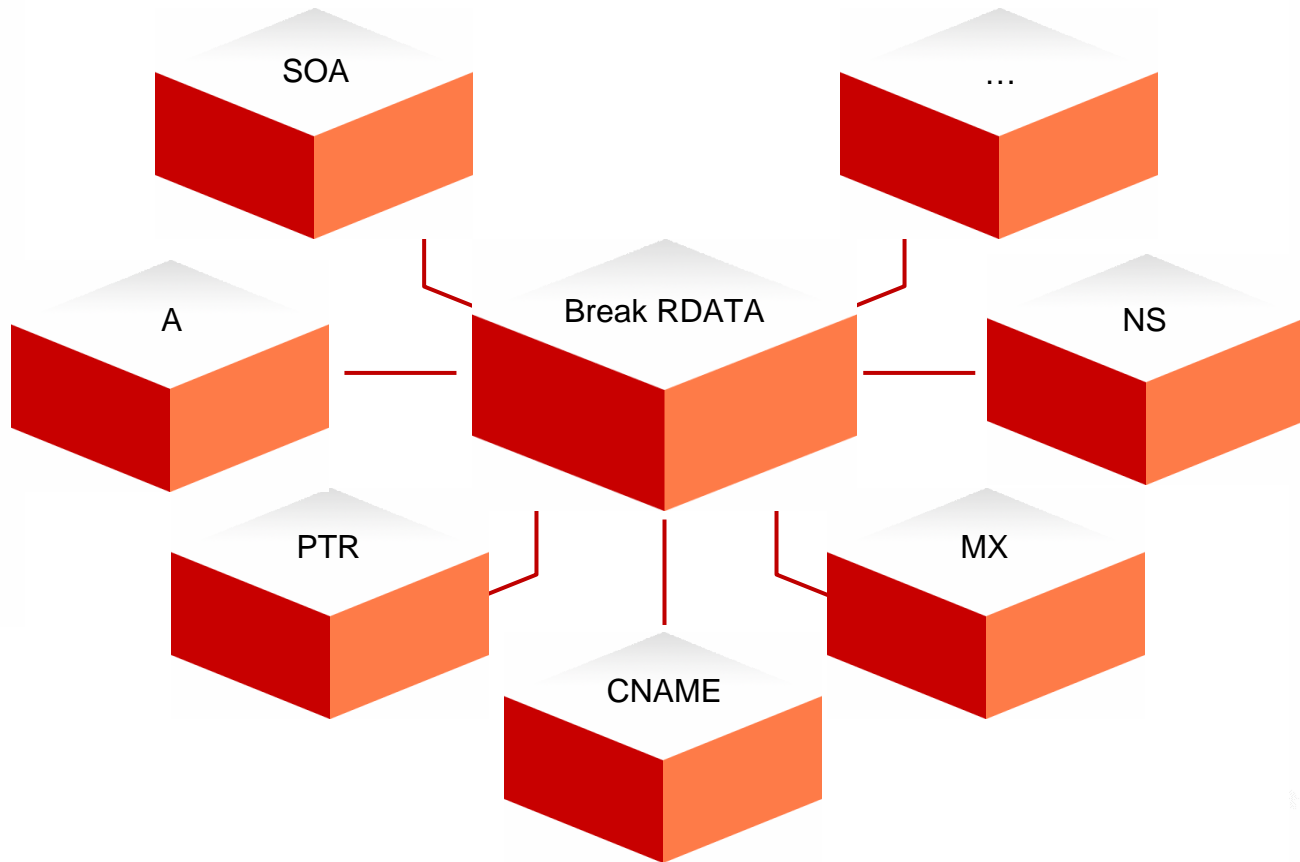 SOA
…
A
Break RDATA
NS
PTR
MX
CNAME